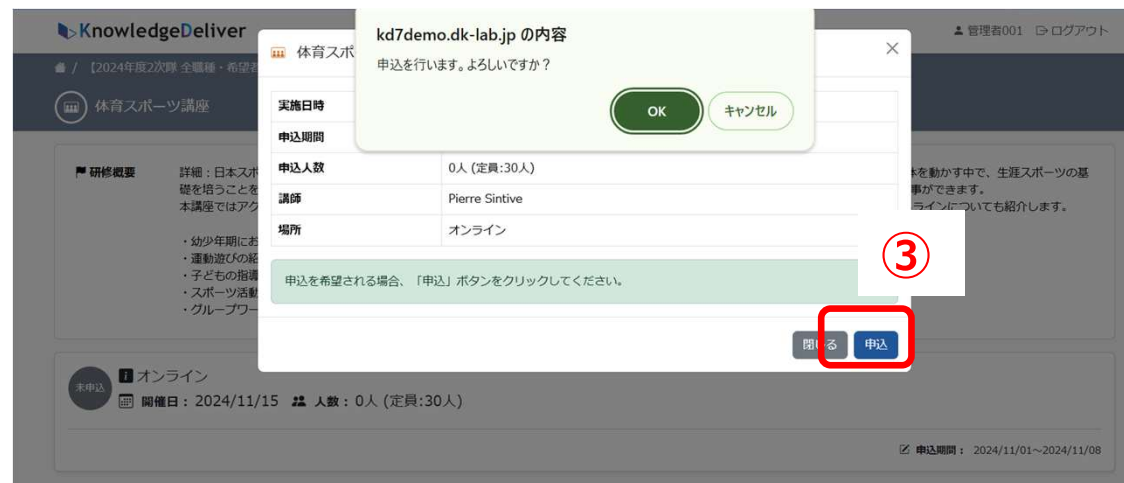 KnowledgeDeliver
管理者001 ログアウト
/ 【2024年度2次隊 全職種・希望者
体育スポーツ講座
kd7demo.dk-lab.jp の内容
申込を行います。よろしいですか？
OK キャンセル
体育スポ
実施日時
申込期間
申込人数 0人 (定員:30人)
講師 Pierre Sintive
場所 オンライン
申込を希望される場合、「申込」ボタンをクリックしてください。
③
閉じる 申込
研修概要 詳細：日本スポ
体を動かす中で、生涯スポーツの基
礎を培うことを
事ができます。
本講座ではアク
ラインについても紹介します。
・幼少年期にお
・運動遊びの紹
・子どもの指導
・スポーツ活動
・グループワー
未申込 オンライン
開催日： 2024/11/15 人数： 0人 (定員:30人)
申込期間： 2024/11/01～2024/11/08